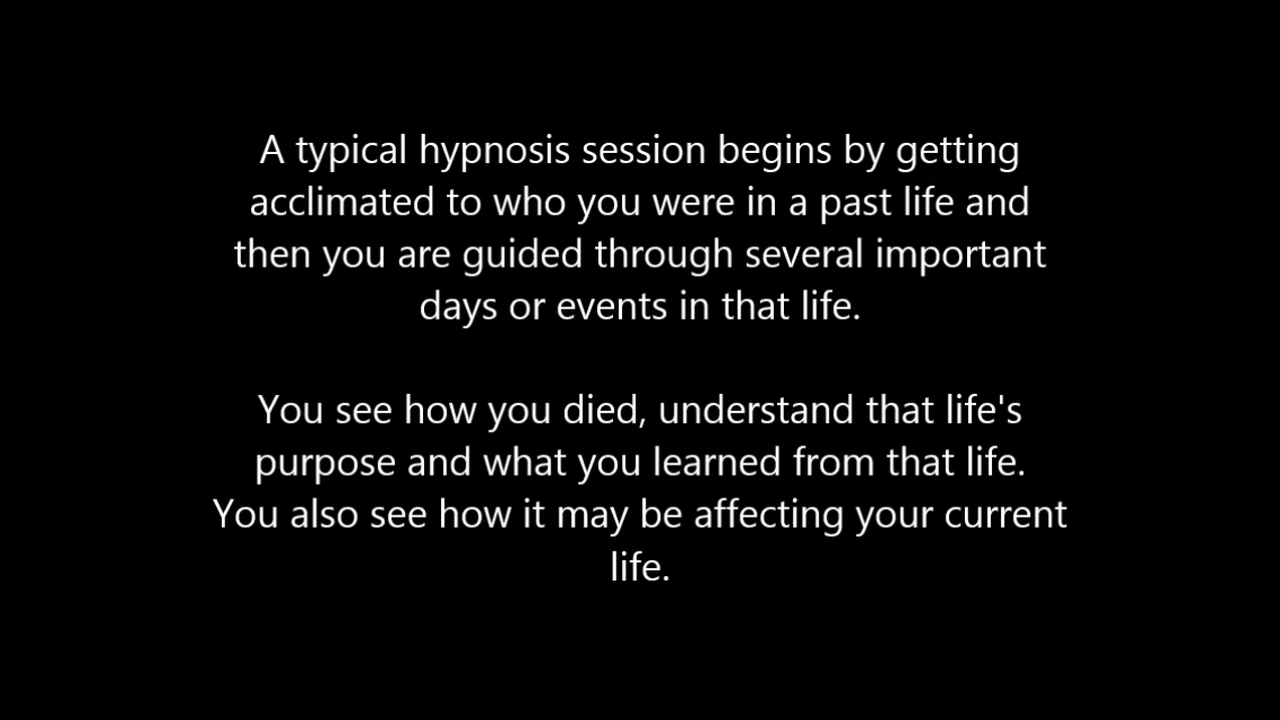 A typical hypnosis session begins by getting
acclimated to who you were in a past life and
then you are guided through several important
days or events in that life.
You see how you died, understand that life's
purpose and what you learned from that life.
You also see how it may be affecting your current
life.